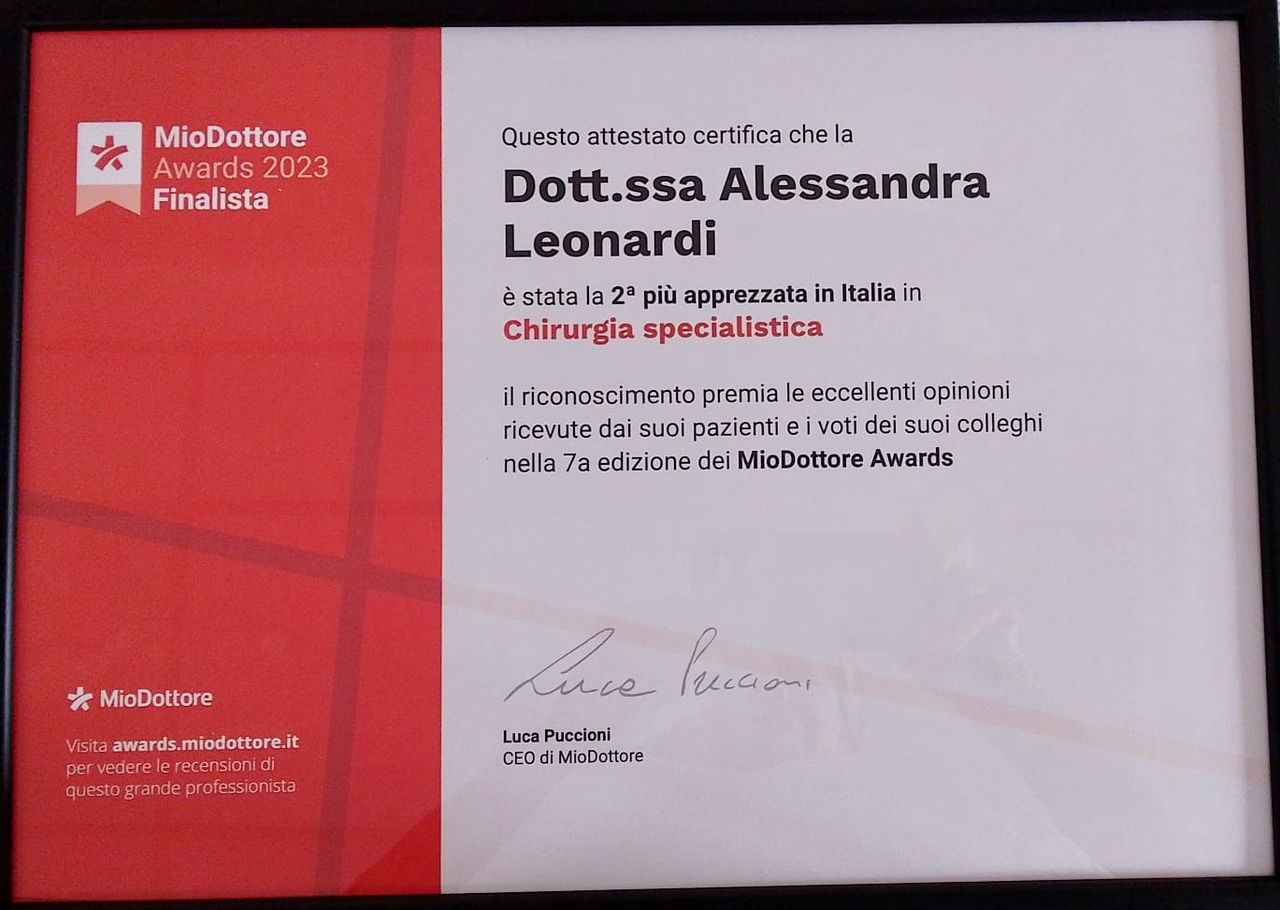 MioDottore
Awards 2023
Finalista
Questo attestato certifica che la
Dott.ssa Alessandra
Leonardi
è stata la 2ª più apprezzata in Italia in
Chirurgia specialistica
il riconoscimento premia le eccellenti opinioni
ricevute dai suoi pazienti e i voti dei suoi colleghi
nella 7a edizione dei MioDottore Awards
Luca Puccioni
Luca Puccioni
CEO di MioDottore
MioDottore
Visita awards.miodottore.it
per vedere le recensioni di
questo grande professionista